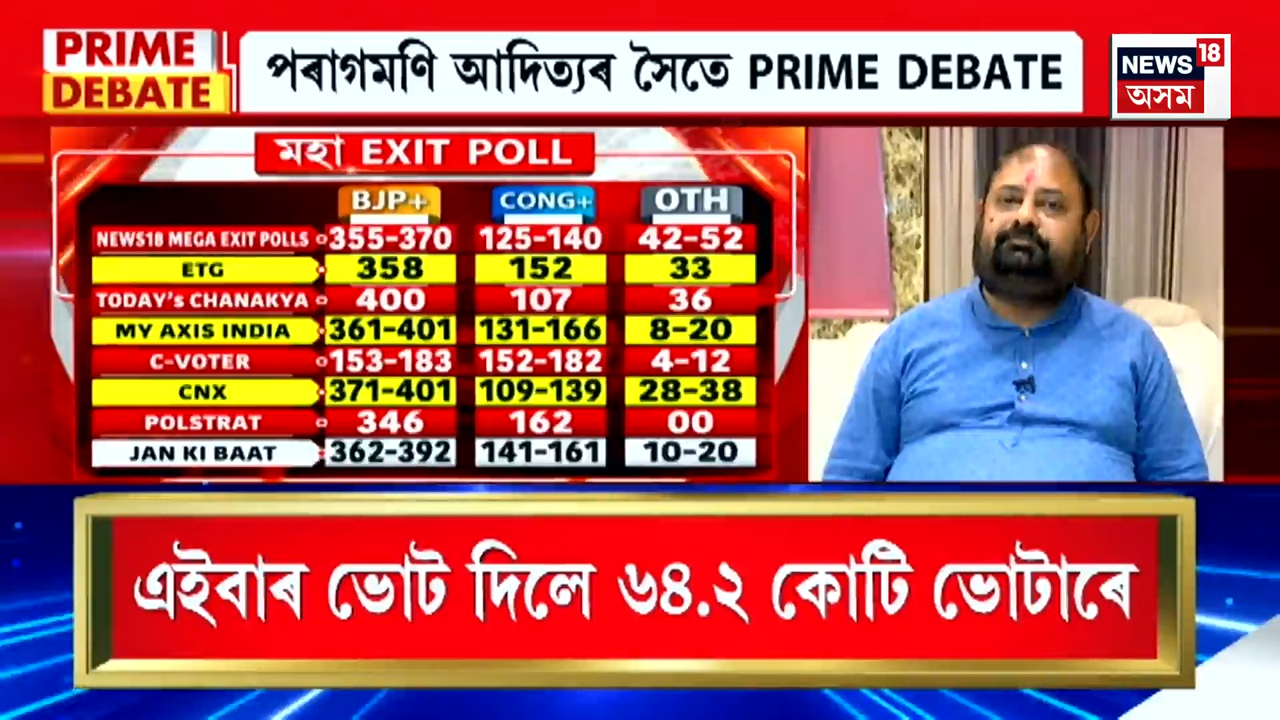 PRIME
DEBATE
পৰাগমণি আদিত্যৰ সৈতে PRIME DEBATE
NEWS 18
অসম
মহা EXIT POLL
BJP+ CONG+ OTH
NEWS18 MEGA EXIT POLLS 355-370 125-140 42-52
ETG 358 152 33
TODAY's CHANAKYA 400 107 36
MY AXIS INDIA 361-401 131-166 8-20
C-VOTER 153-183 152-182 4-12
CNX 371-401 109-139 28-38
POLSTRAT 346 162 00
JAN KI BAAT 362-392 141-161 10-20
এইবাৰ ভোট দিলে ৬৪.২ কোটি ভোটাৰে